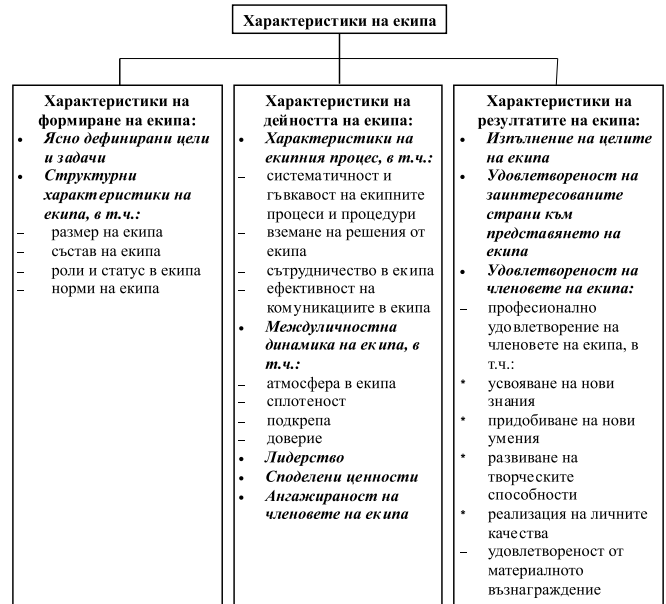 Характеристики на екипа
Характеристики на
формиране на екипа:
• Ясно дефинирани цели
и задачи
• Структурни
характеристики на
екипа, в т.ч.:
– размер на екипа
– състав на екипа
– роли и статус в екипа
– норми на екипа
Характеристики на
дейността на екипа:
• Характеристики на
екипния процес, в т.ч.:
– систематичност и
гъвкавост на екипните
процеси и процедури
– вземане на решения от
екипа
– сътрудничество в екипа
– ефективност на
комуникациите в екипа
• Междуличностна
динамика на екипа, в
т.ч.:
– атмосфера в екипа
– сплотеност
– подкрепа
– доверие
• Лидерство
• Споделени ценности
• Ангажираност на
членовете на екипа
Характеристики на
резултатите на екипа:
• Изпълнение на целите
на екипа
• Удовлетвореност на
заинтересованите
страни към
представянето на
екипа
• Удовлетвореност на
членовете на екипа:
– професионално
удовлетворение на
членовете на екипа, в
т.ч.:
* усвояване на нови
знания
* придобиване на нови
умения
* развиване на
творческите
способности
* реализация на личните
качества
– удовлетвореност от
материалното
възнаграждение